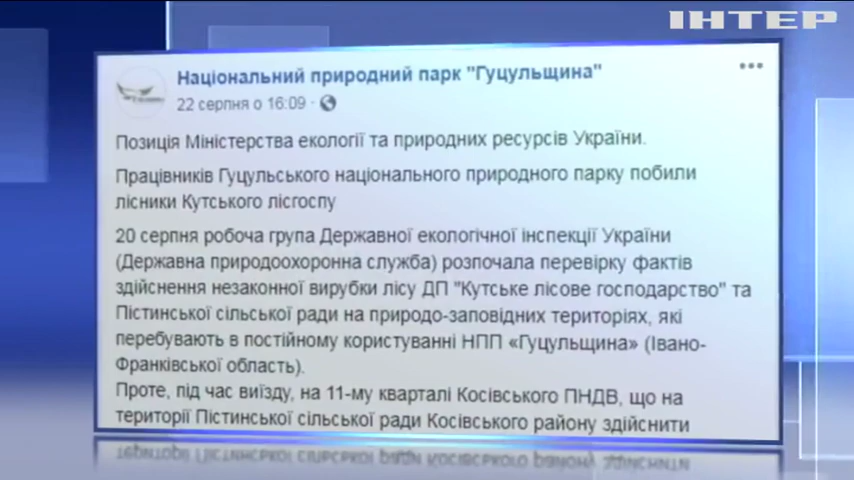 ІНТЕР
Національний природний парк "Гуцульщина"
22 серпня о 16:09 ·
Позиція Міністерства екології та природних ресурсів України.
Працівників Гуцульського національного природного парку побили
лісники Кутського лісгоспу
20 серпня робоча група Державної екологічної інспекції України
(Державна природоохоронна служба) розпочала перевірку фактів
здійснення незаконної вирубки лісу ДП "Кутське лісове господарство" та
Пістинської сільської ради на природо-заповідних територіях, які
перебувають в постійному користуванні НПП «Гуцульщина» (Івано-
Франківської область).
Проте, під час виїзду, на 11-му кварталі Косівського ПНДВ, що на
території Пістинської сільської ради Косівського району здійснити